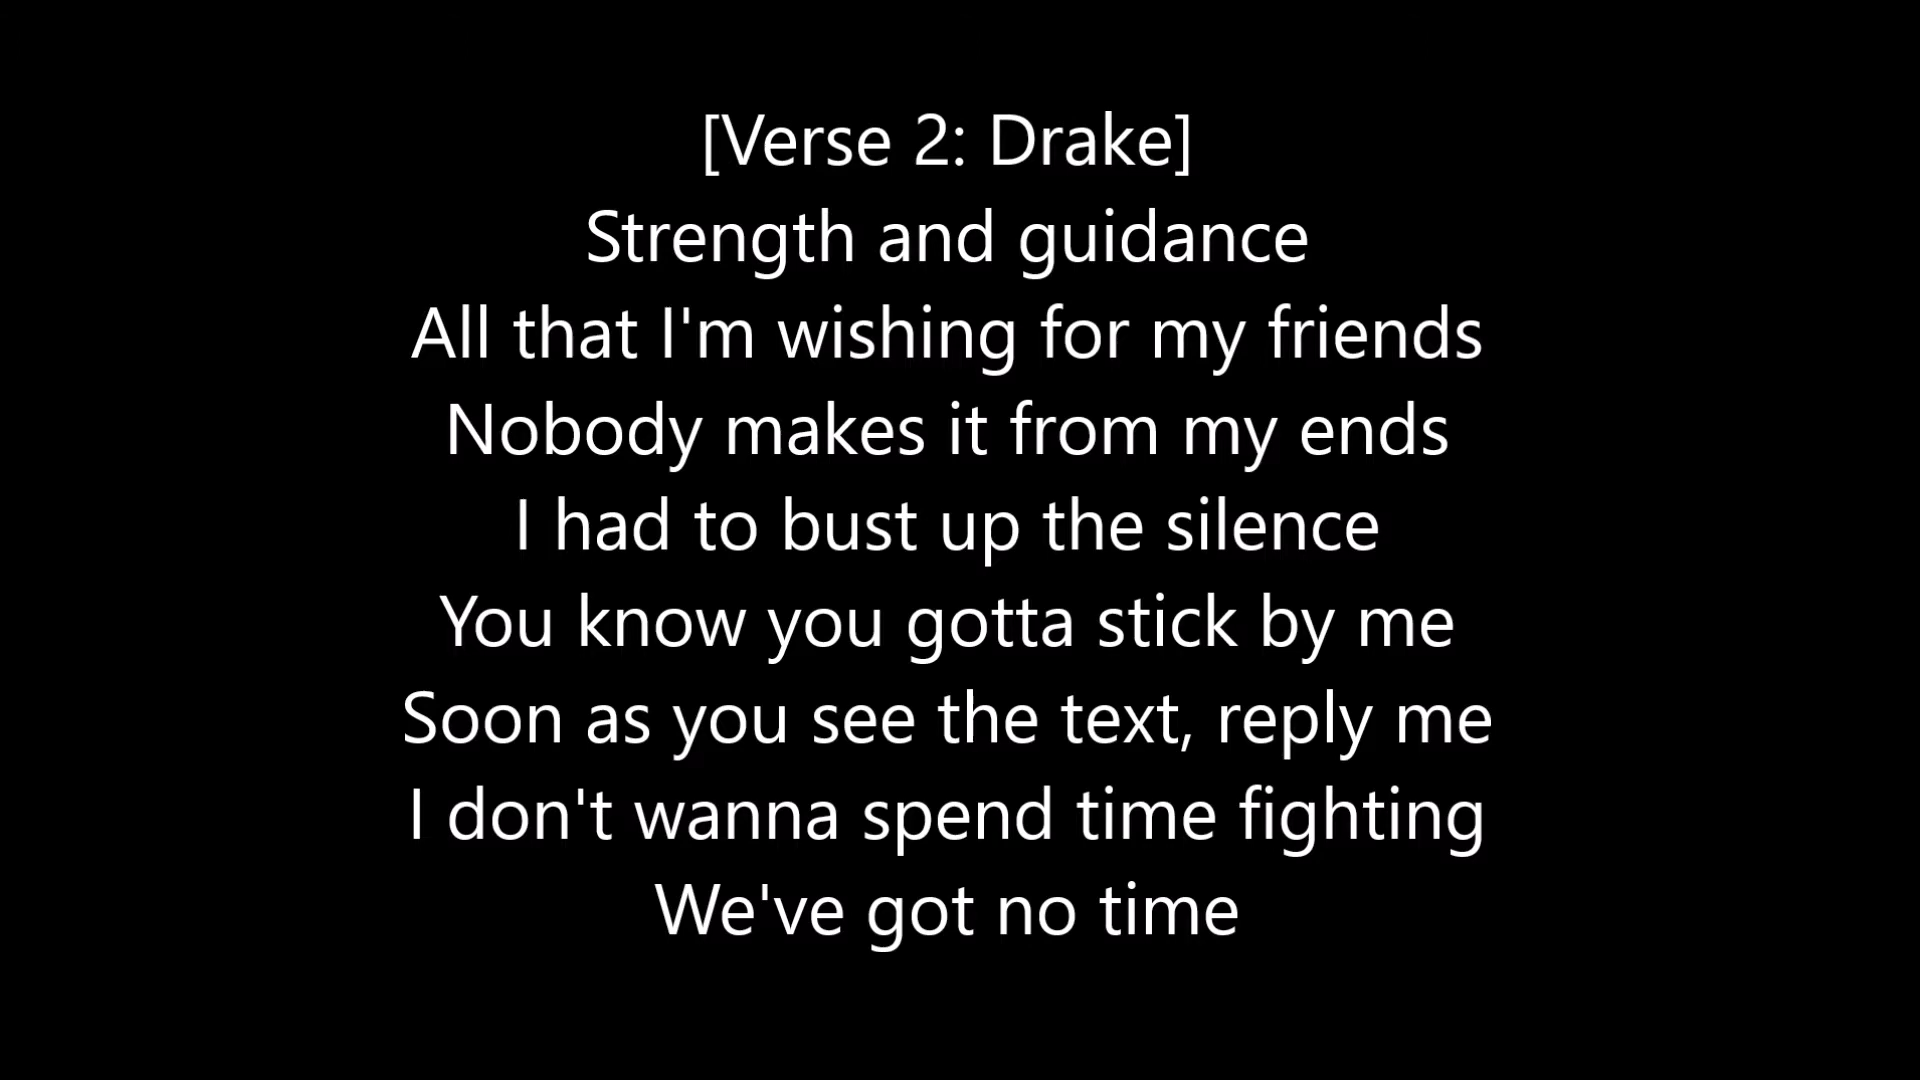 [Verse 2: Drake]
Strength and guidance
All that I'm wishing for my friends
Nobody makes it from my ends
I had to bust up the silence
You know you gotta stick by me
Soon as you see the text, reply me
I don't wanna spend time fighting
We've got no time